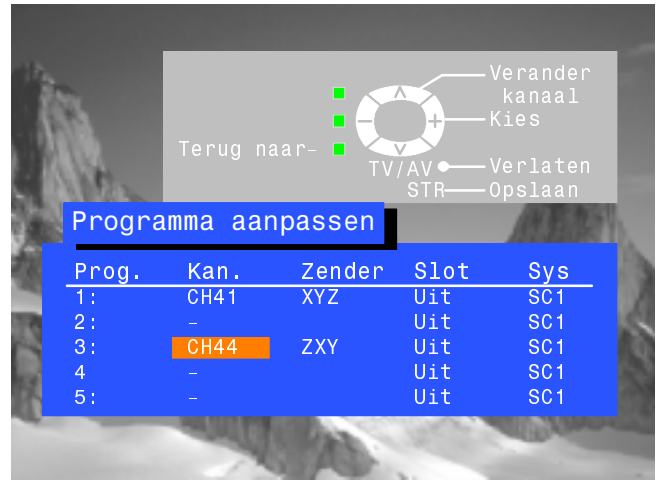 Verander
kanaal
Kies
Terug naar-
TV/AV Verlaten
STR Opslaan
Programma aanpassen
Prog. Kan. Zender Slot Sys
1: CH41 XYZ Uit SC1
2: - Uit SC1
3: CH44 ZXY Uit SC1
4 - Uit SC1
5: - Uit SC1